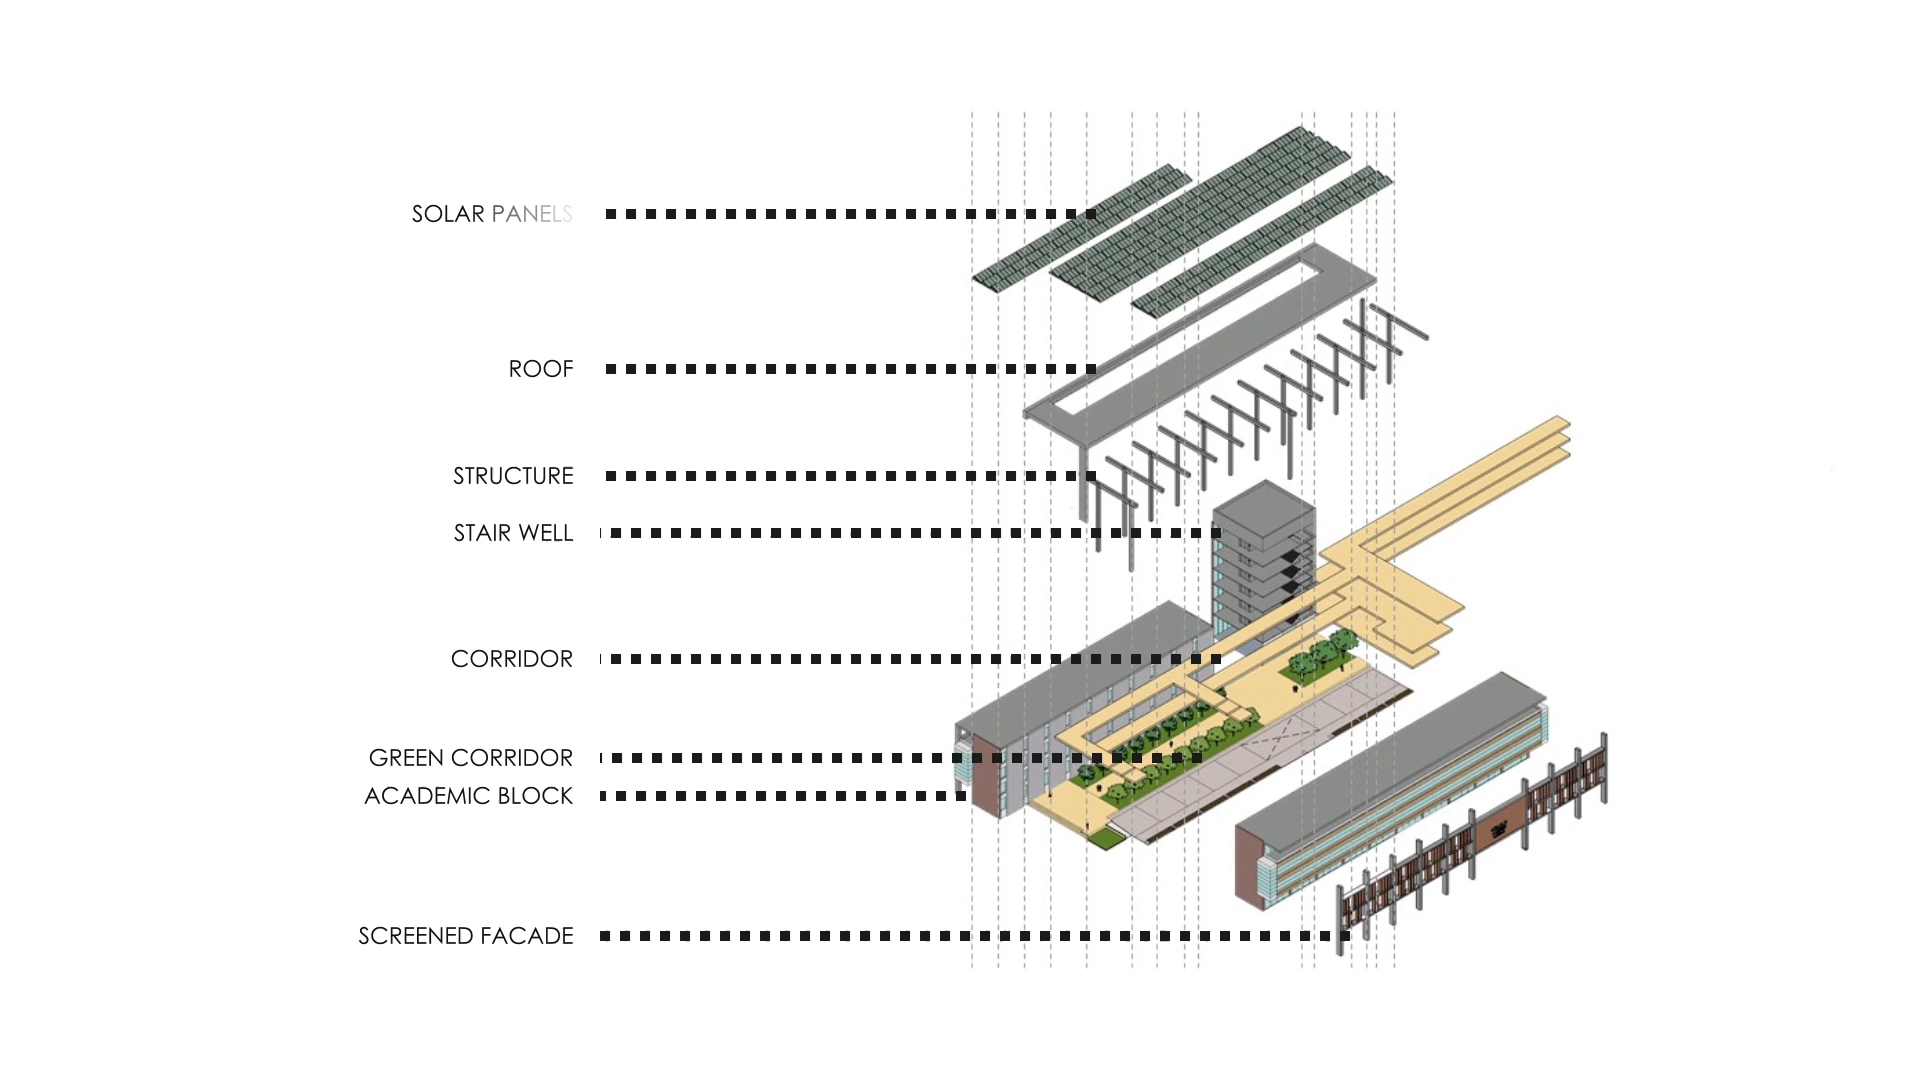 SOLAR PANELS
ROOF
STRUCTURE
STAIR WELL
CORRIDOR
GREEN CORRIDOR
ACADEMIC BLOCK
SCREENED FACADE